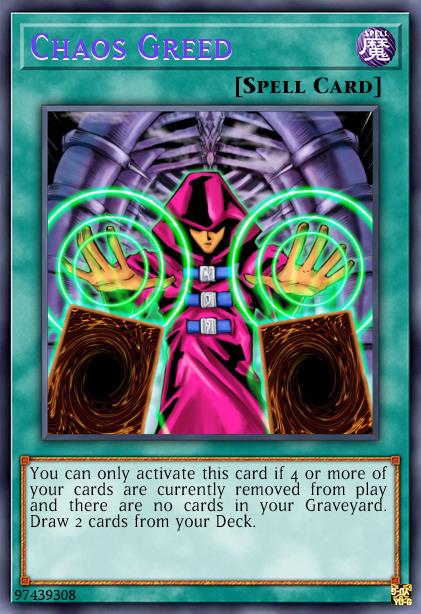 Chaos Greed
SPELL
魔
[Spell Card]
You can only activate this card if 4 or more of
your cards are currently removed from play
and there are no cards in your Graveyard.
Draw 2 cards from your Deck.
97439308